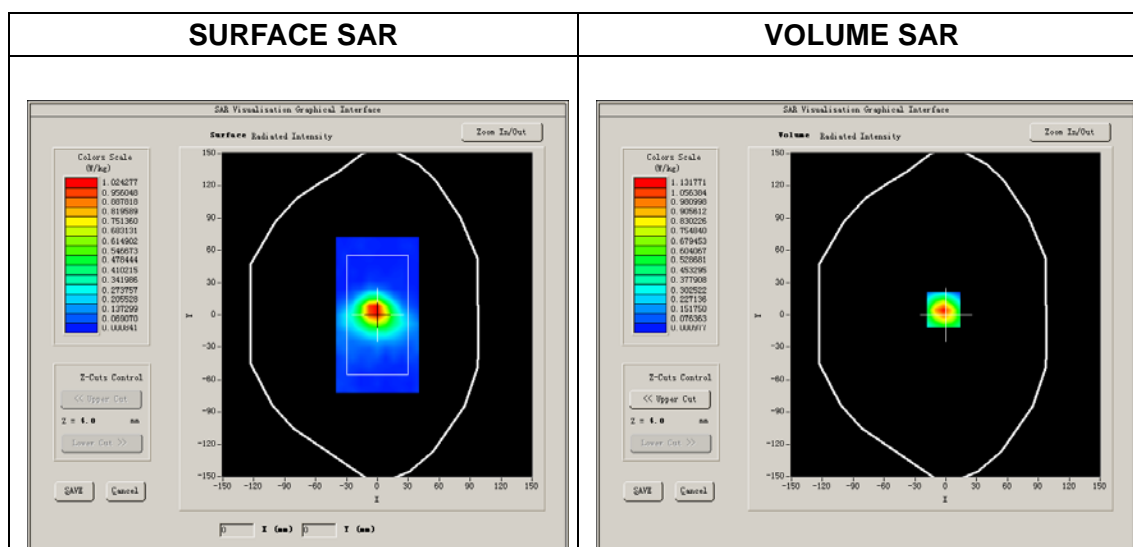 SURFACE SAR
VOLUME SAR
SAR Visualisation Graphical Interface
Surface Radiated Intensity
Zoom In/Out
Colors Scale
(W/kg)
1.024277
0.956048
0.887818
0.819589
0.751360
0.683131
0.614902
0.546673
0.478444
0.410215
0.341986
0.273757
0.205528
0.137299
0.069070
0.000841
Z-Cuts Control
<< Upper Cut
Z = 4.0 mm
Lower Cut >>
SAVE
Cancel
150
120
90
60
30
0
-30
-60
-90
-120
-150
Y
-150 -120 -90 -60 -30 0 30 60 90 120 150
X
0 X (mm) 0 Y (mm)
SAR Visualisation Graphical Interface
Volume Radiated Intensity
Zoom In/Out
Colors Scale
(W/kg)
1.131771
1.056384
0.980998
0.905612
0.830226
0.754840
0.679453
0.604067
0.528681
0.453295
0.377908
0.302522
0.227136
0.151750
0.076363
0.000977
Z-Cuts Control
<< Upper Cut
Z = 4.0 mm
Lower Cut >>
SAVE
Cancel
150
120
90
60
30
0
-30
-60
-90
-120
-150
Y
-150 -120 -90 -60 -30 0 30 60 90 120 150
X